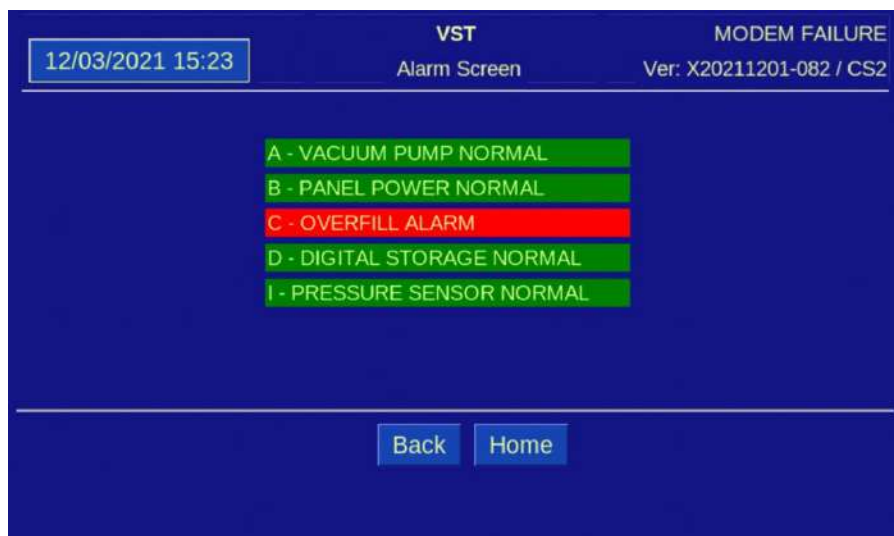 VST
MODEM FAILURE
12/03/2021 15:23
Alarm Screen
Ver: X20211201-082 / CS2
A - VACUUM PUMP NORMAL
B - PANEL POWER NORMAL
C - OVERFILL ALARM
D - DIGITAL STORAGE NORMAL
I - PRESSURE SENSOR NORMAL
Back
Home